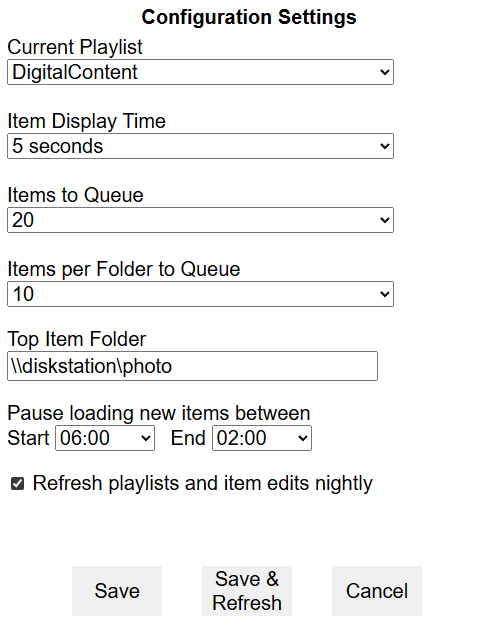 Configuration Settings
Current Playlist
DigitalContent
Item Display Time
5 seconds
Items to Queue
20
Items per Folder to Queue
10
Top Item Folder
\\diskstation\photo
Pause loading new items between
Start 06:00 End 02:00
Refresh playlists and item edits nightly
Save
Save &
Refresh
Cancel